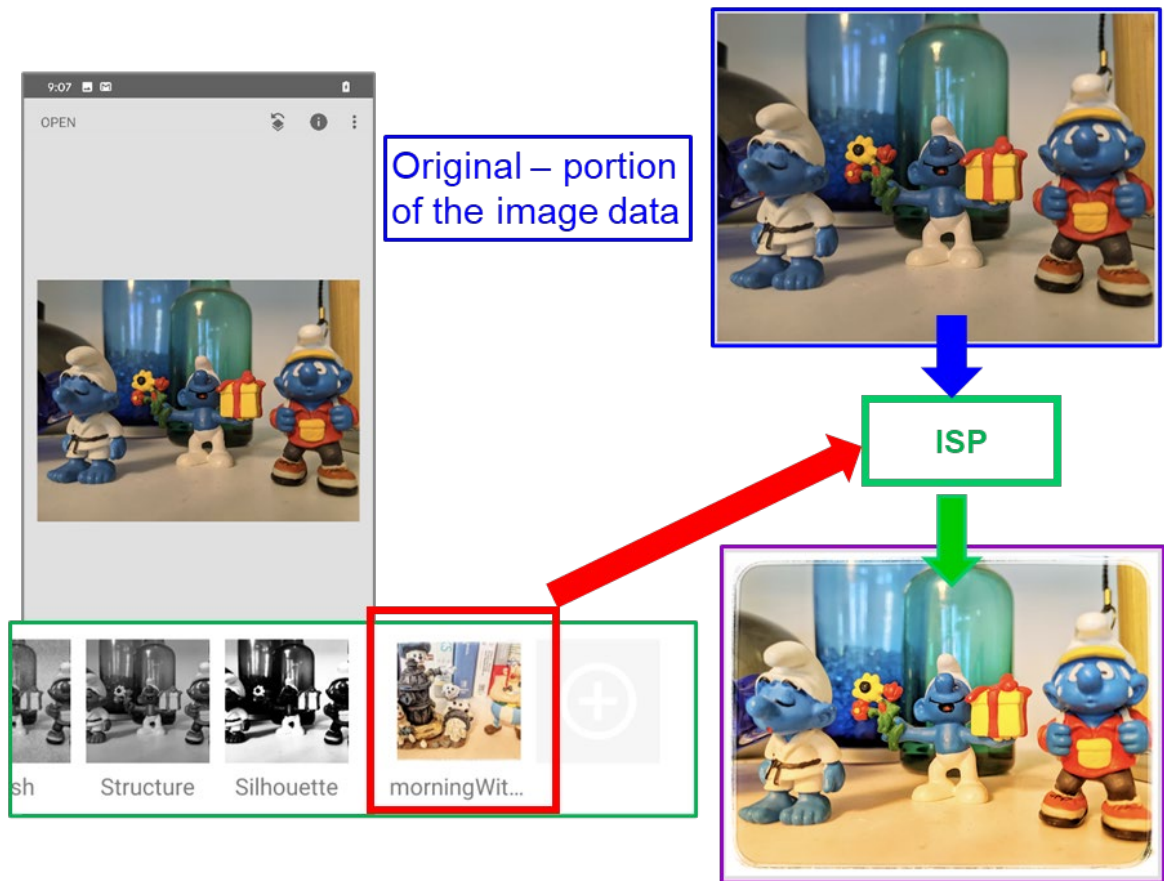 9:07
OPEN
Original – portion
of the image data
ISP
sh
Structure
Silhouette
morningWit...